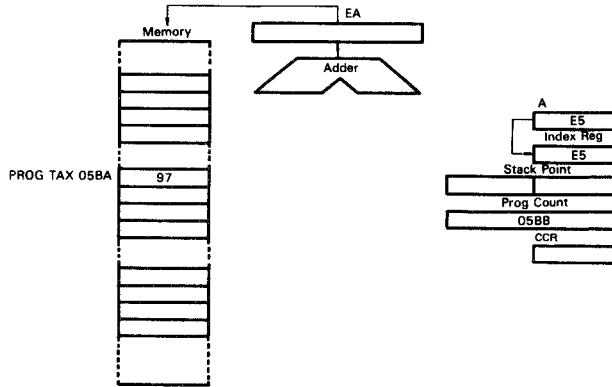 EA
Memory
Adder
A
E5
Index Reg
E5
Stack Point
PROG TAX 05BA 97
Prog Count
05BB
CCR